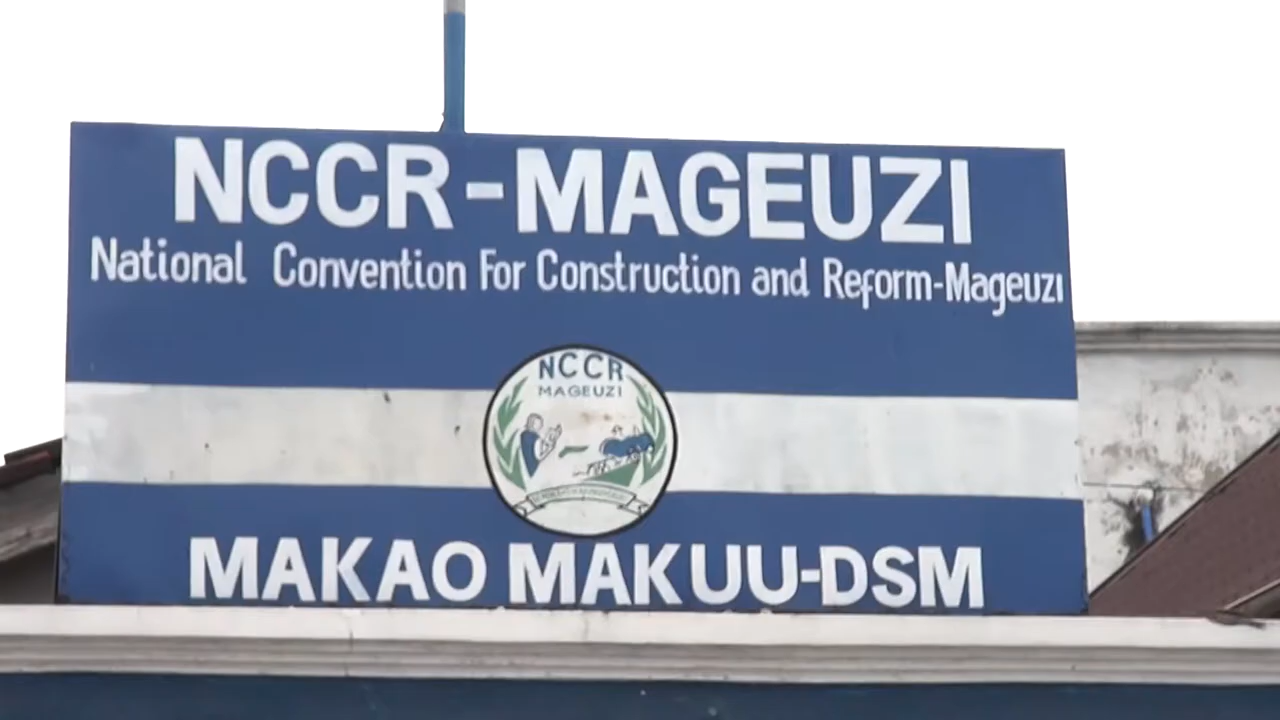 NCCR-MAGEUZI
National Convention For Construction and Reform-Mageuzi
NCCR
MAGEUZI
MAKAO MAKUU-DSM